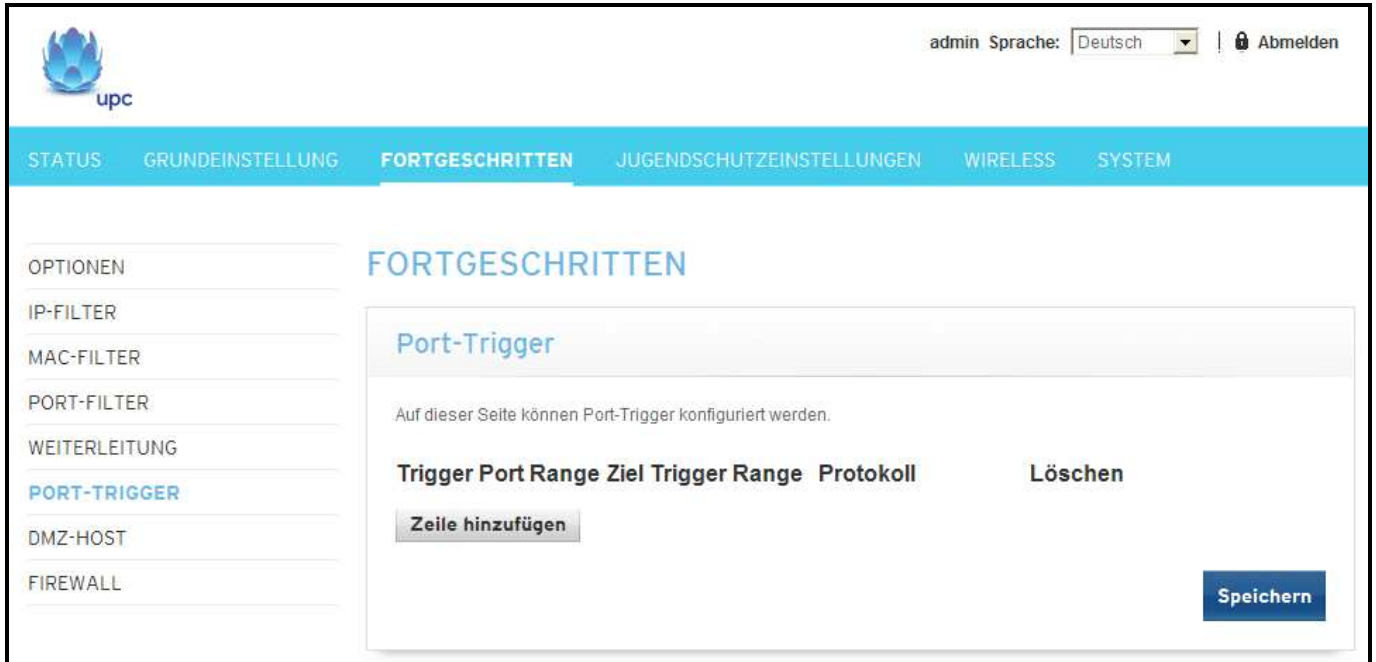 upc
admin Sprache: Deutsch | Abmelden
STATUS GRUNDEINSTELLUNG FORTGESCHRITTEN JUGENDSCHUTZEINSTELLUNGEN WIRELESS SYSTEM
OPTIONEN
IP-FILTER
MAC-FILTER
PORT-FILTER
WEITERLEITUNG
PORT-TRIGGER
DMZ-HOST
FIREWALL
FORTGESCHRITTEN
Port-Trigger
Auf dieser Seite können Port-Trigger konfiguriert werden.
Trigger Port Range Ziel Trigger Range Protokoll Löschen
Zeile hinzufügen
Speichern